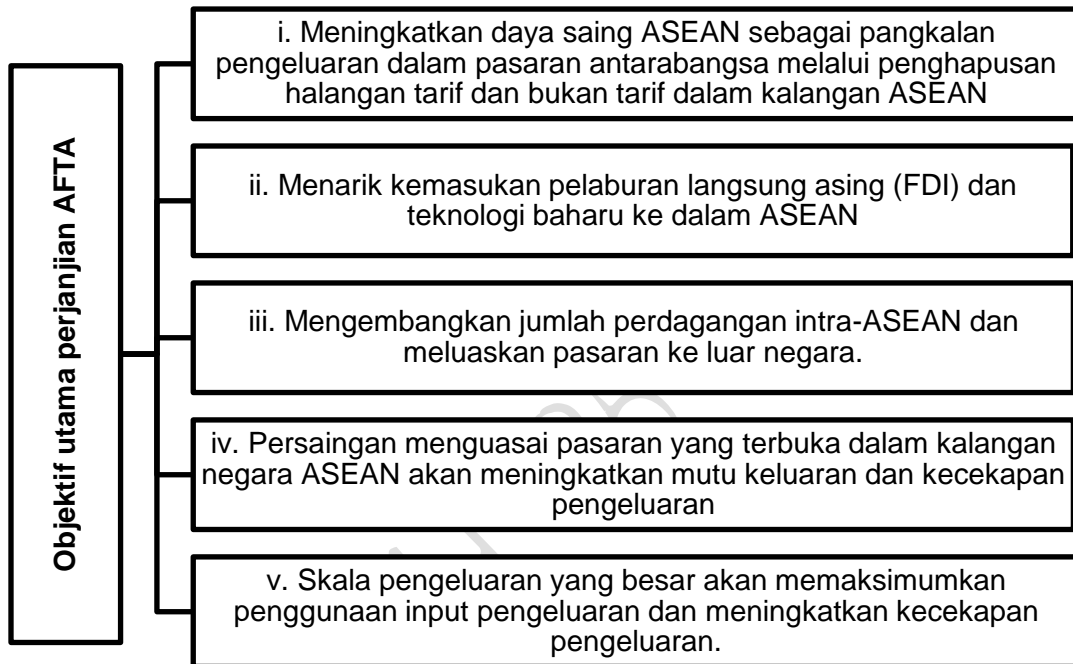 Objektif utama perjanjian AFTA
i. Meningkatkan daya saing ASEAN sebagai pangkalan
pengeluaran dalam pasaran antarabangsa melalui penghapusan
halangan tarif dan bukan tarif dalam kalangan ASEAN
ii. Menarik kemasukan pelaburan langsung asing (FDI) dan
teknologi baharu ke dalam ASEAN
iii. Mengembangkan jumlah perdagangan intra-ASEAN dan
meluaskan pasaran ke luar negara.
iv. Persaingan menguasai pasaran yang terbuka dalam kalangan
negara ASEAN akan meningkatkan mutu keluaran dan kecekapan
pengeluaran
v. Skala pengeluaran yang besar akan memaksimumkan
penggunaan input pengeluaran dan meningkatkan kecekapan
pengeluaran.